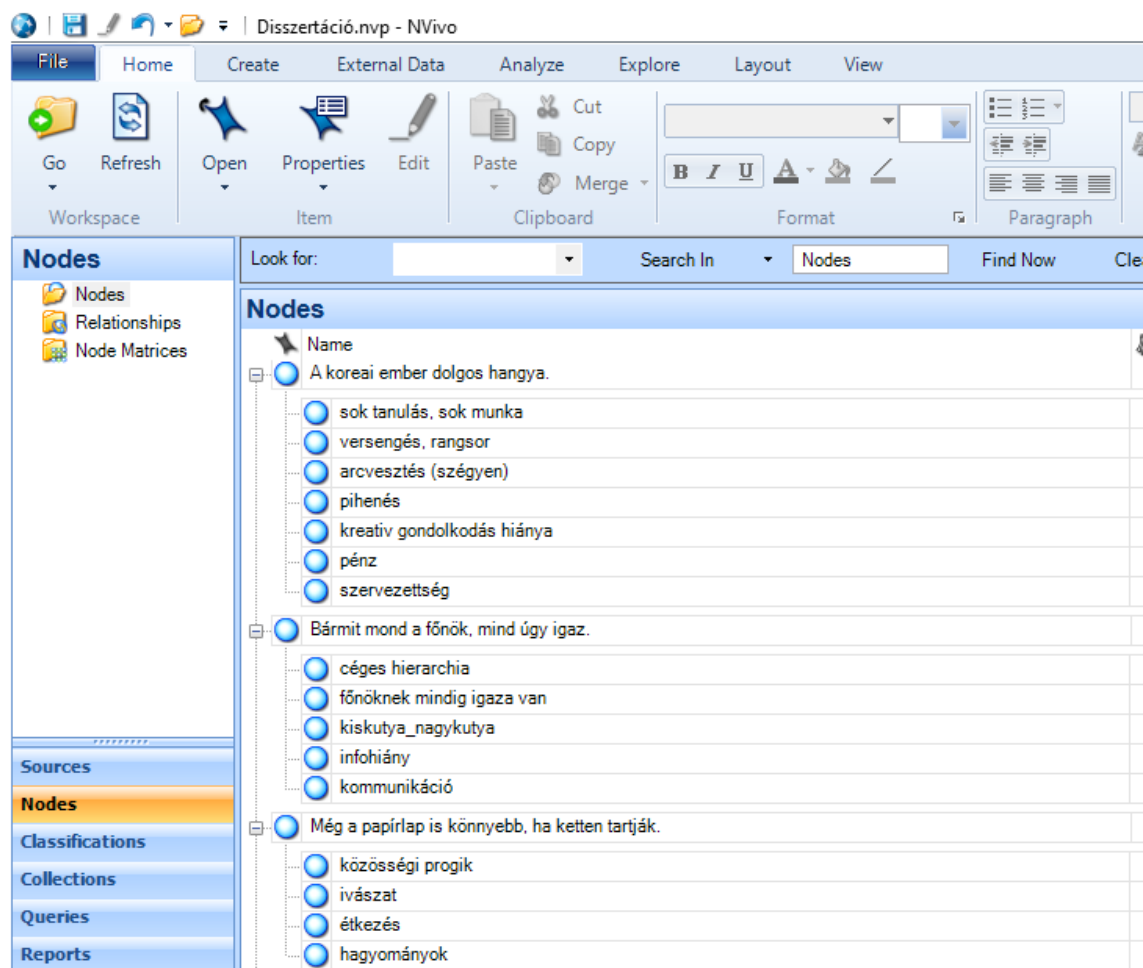 Disszertáció.nvp - NVivo
File Home Create External Data Analyze Explore Layout View
Go Refresh Open Properties Edit Paste Cut Copy Merge
B I U A
Workspace Item Clipboard Format Paragraph
Nodes
Nodes
Relationships
Node Matrices
Look for: Search In Nodes Find Now Cle
Nodes
Name
A koreai ember dolgos hangya.
sok tanulás, sok munka
versengés, rangsor
arcvesztés (szégyen)
pihenés
kreativ gondolkodás hiánya
pénz
szervezettség
Bármit mond a főnök, mind úgy igaz.
céges hierarchia
főnöknek mindig igaza van
kiskutya_nagykutya
infohiány
kommunikáció
Még a papírlap is könnyebb, ha ketten tartják.
közösségi progik
ivászat
étkezés
hagyományok
Sources
Nodes
Classifications
Collections
Queries
Reports